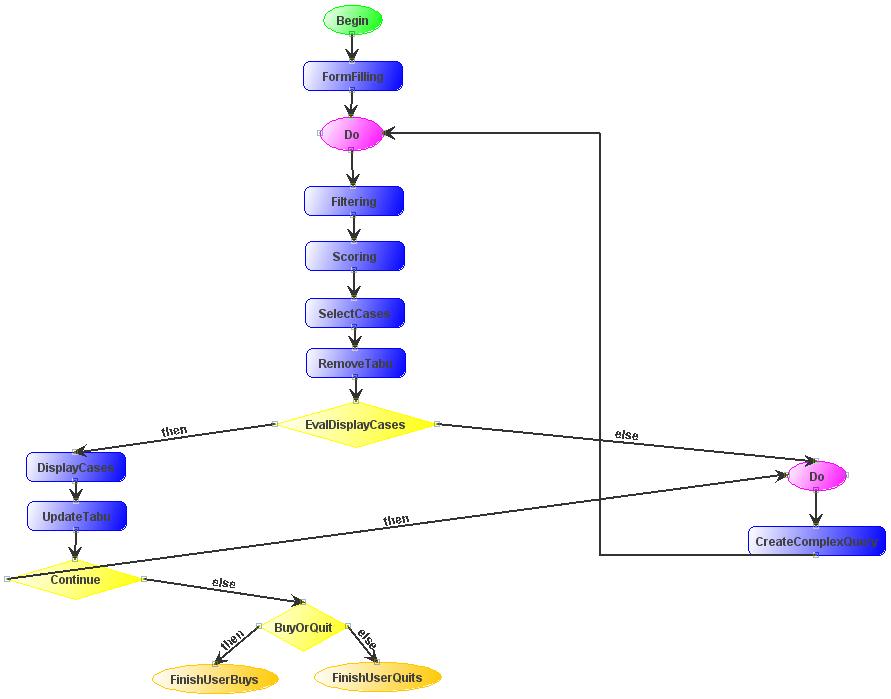 Begin
FormFilling
Do
Filtering
Scoring
SelectCases
RemoveTabu
EvalDisplayCases
then
else
DisplayCases
Do
UpdateTabu
then
CreateComplexQuery
Continue
else
BuyOrQuit
then
else
FinishUserBuys
FinishUserQuits